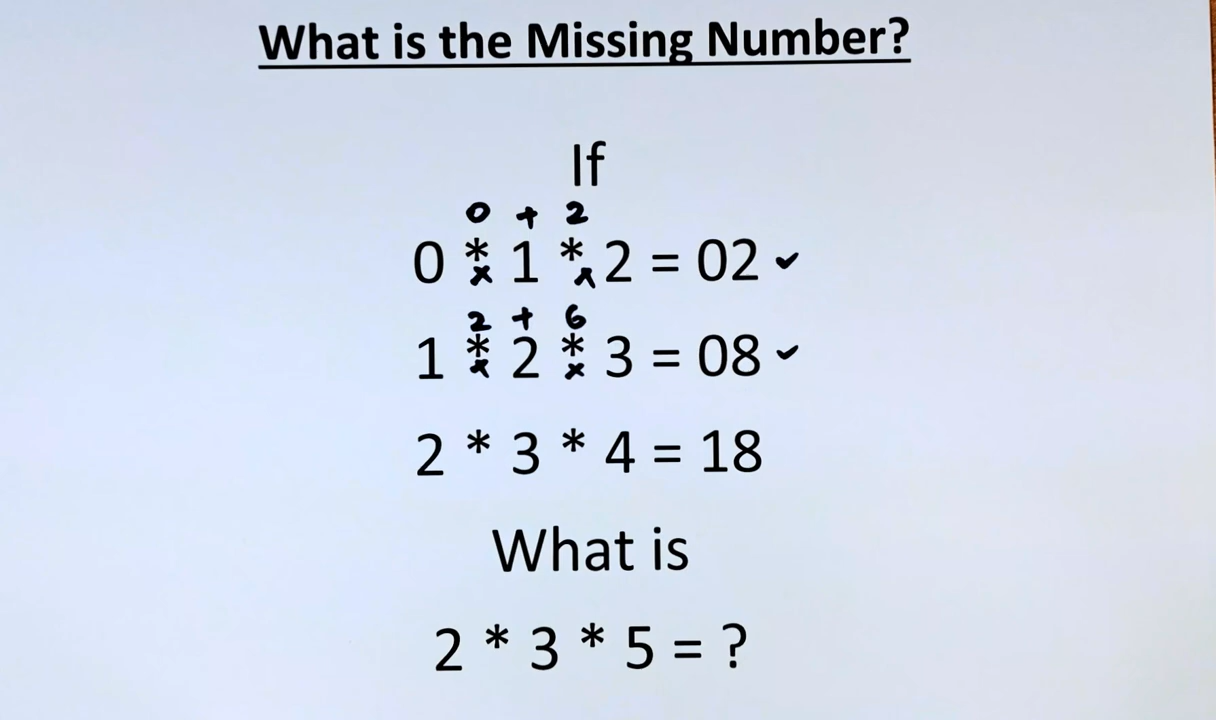 What is the Missing Number?
If
0 + 2
0 * 1 * 2 = 02 ✓
2 + 6
1 * 2 * 3 = 08 ✓
2 * 3 * 4 = 18
What is
2 * 3 * 5 = ?